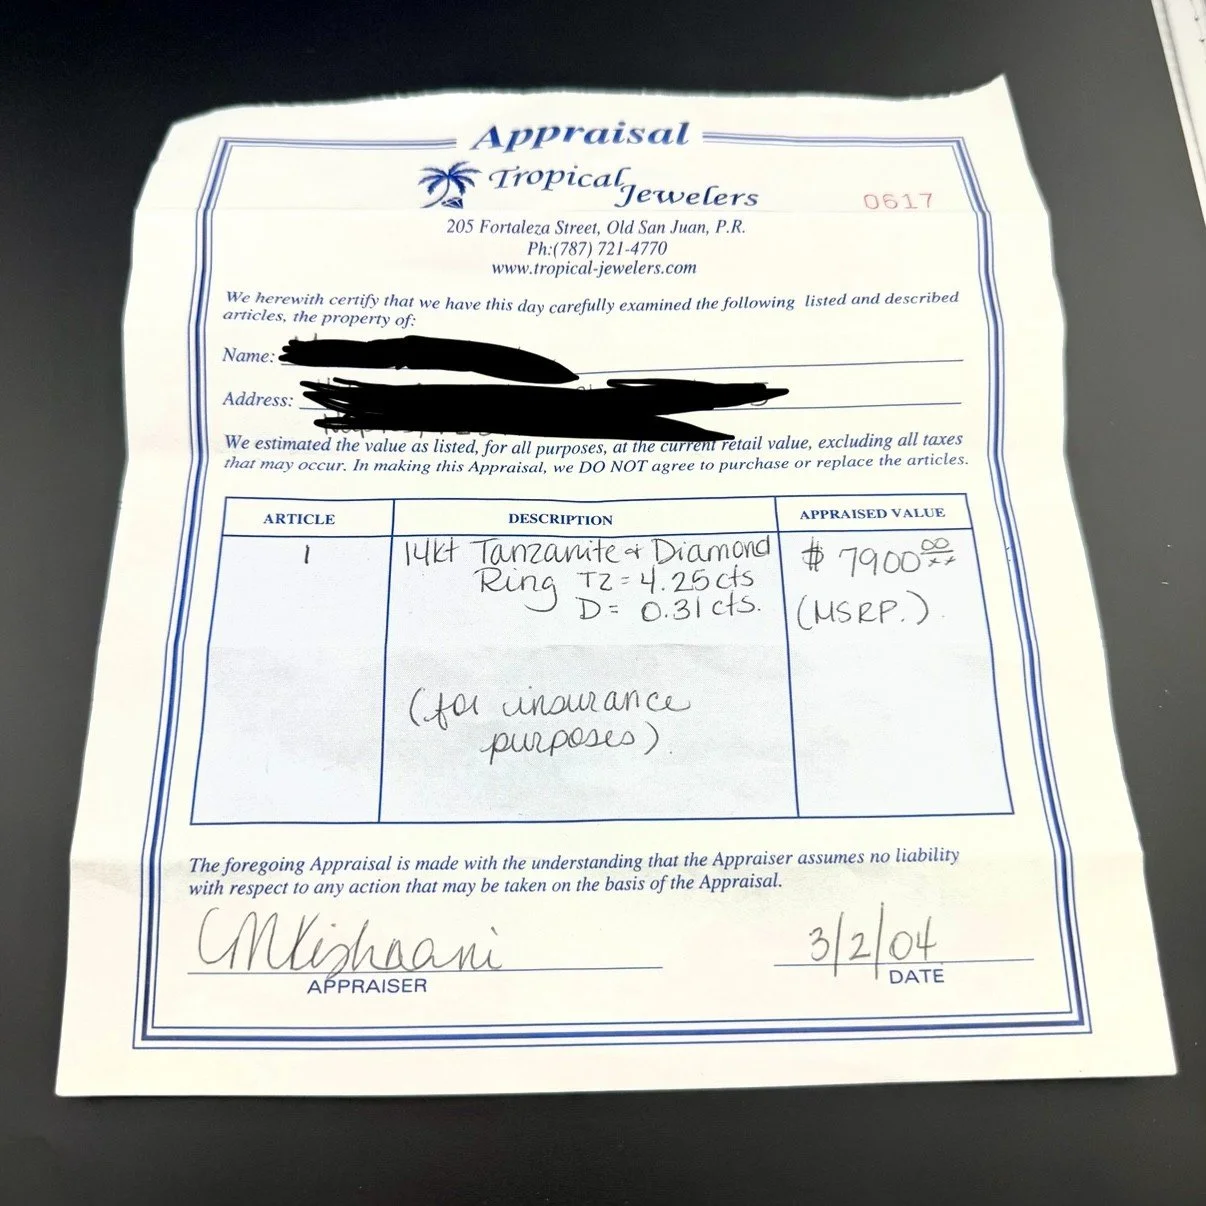 Appraisal
Tropical Jewelers
0617
205 Fortaleza Street, Old San Juan, P.R.
Ph:(787) 721-4770
www.tropical-jewelers.com
We herewith certify that we have this day carefully examined the following listed and described
articles, the property of:
Name:
Address:
We estimated the value as listed, for all purposes, at the current retail value, excluding all taxes
that may occur. In making this Appraisal, we DO NOT agree to purchase or replace the articles.
ARTICLE DESCRIPTION APPRAISED VALUE
1 14kt Tanzanite & Diamond $ 7900 00/xx
Ring TZ = 4.25 cts
D = 0.31 cts. (MSRP.)
(for insurance
purposes)
The foregoing Appraisal is made with the understanding that the Appraiser assumes no liability
with respect to any action that may be taken on the basis of the Appraisal.
3/2/04
APPRAISER DATE